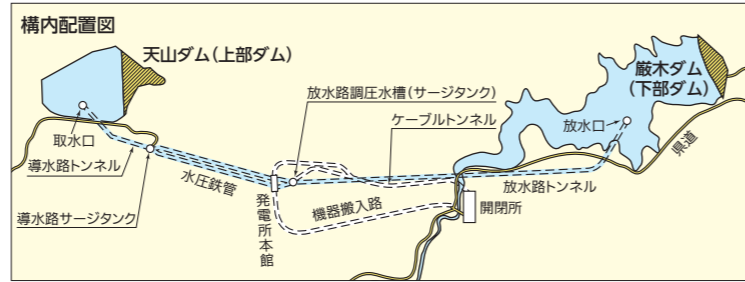 構内配置図
天山ダム(上部ダム)
取水口
導水路トンネル
導水路サージタンク
水圧鉄管
発電所本館
放水路調圧水槽(サージタンク)
ケーブルトンネル
機器搬入路
開閉所
放水路トンネル
放水口
県道
厳木ダム
(下部ダム)